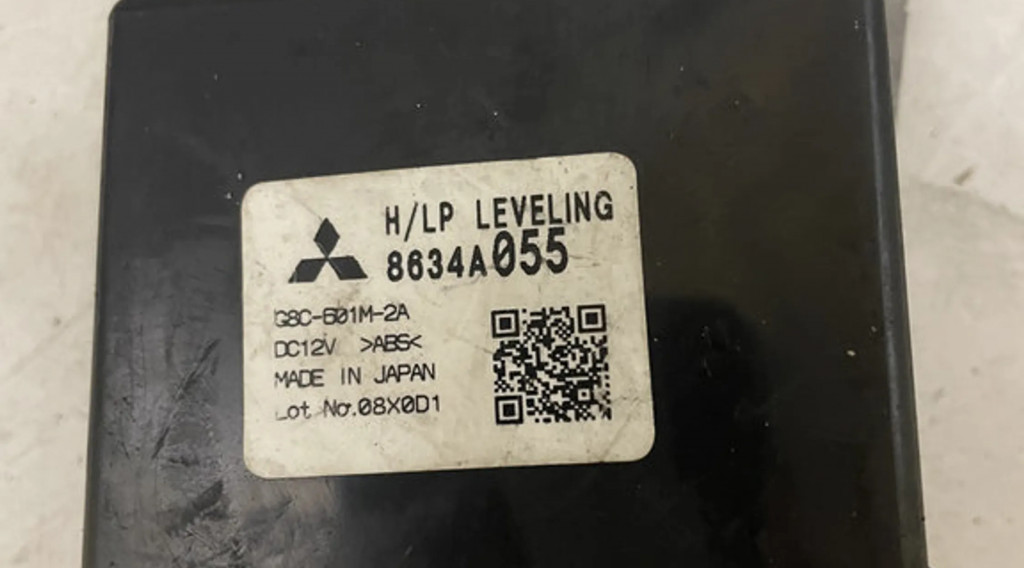 H/LP LEVELING
8634A055
G8C-601M-2A
DC12V >ABS<
MADE IN JAPAN
Lot No.08X0D1